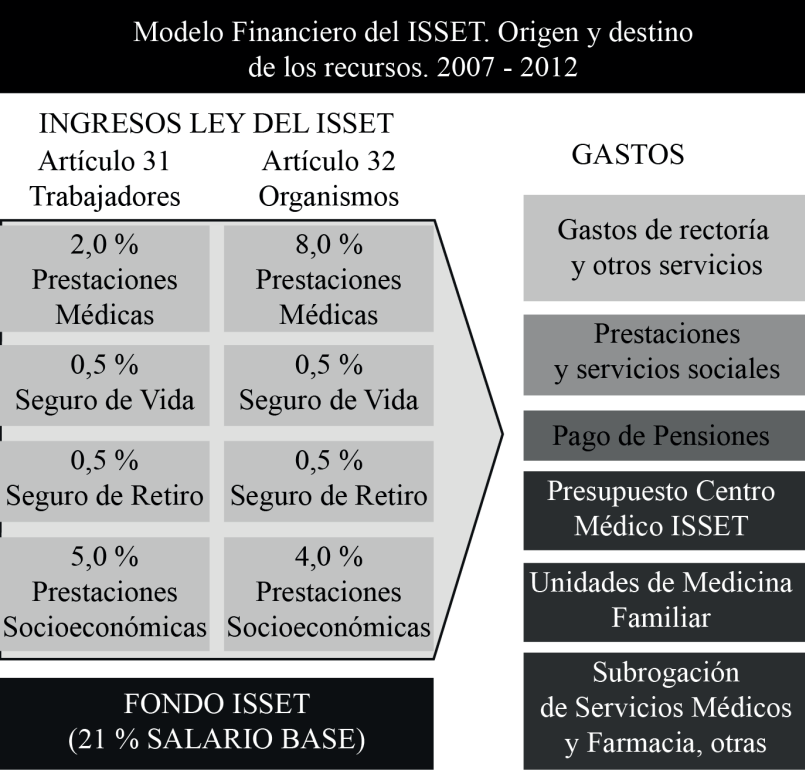 Modelo Financiero del ISSET. Origen y destino
de los recursos. 2007 - 2012
INGRESOS LEY DEL ISSET
Artículo 31
Trabajadores
Artículo 32
Organismos
2,0 %
Prestaciones
Médicas
8,0 %
Prestaciones
Médicas
0,5 %
Seguro de Vida
0,5 %
Seguro de Vida
0,5 %
Seguro de Retiro
0,5 %
Seguro de Retiro
5,0 %
Prestaciones
Socioeconómicas
4,0 %
Prestaciones
Socioeconómicas
FONDO ISSET
(21 % SALARIO BASE)
GASTOS
Gastos de rectoría
y otros servicios
Prestaciones
y servicios sociales
Pago de Pensiones
Presupuesto Centro
Médico ISSET
Unidades de Medicina
Familiar
Subrogación
de Servicios Médicos
y Farmacia, otras